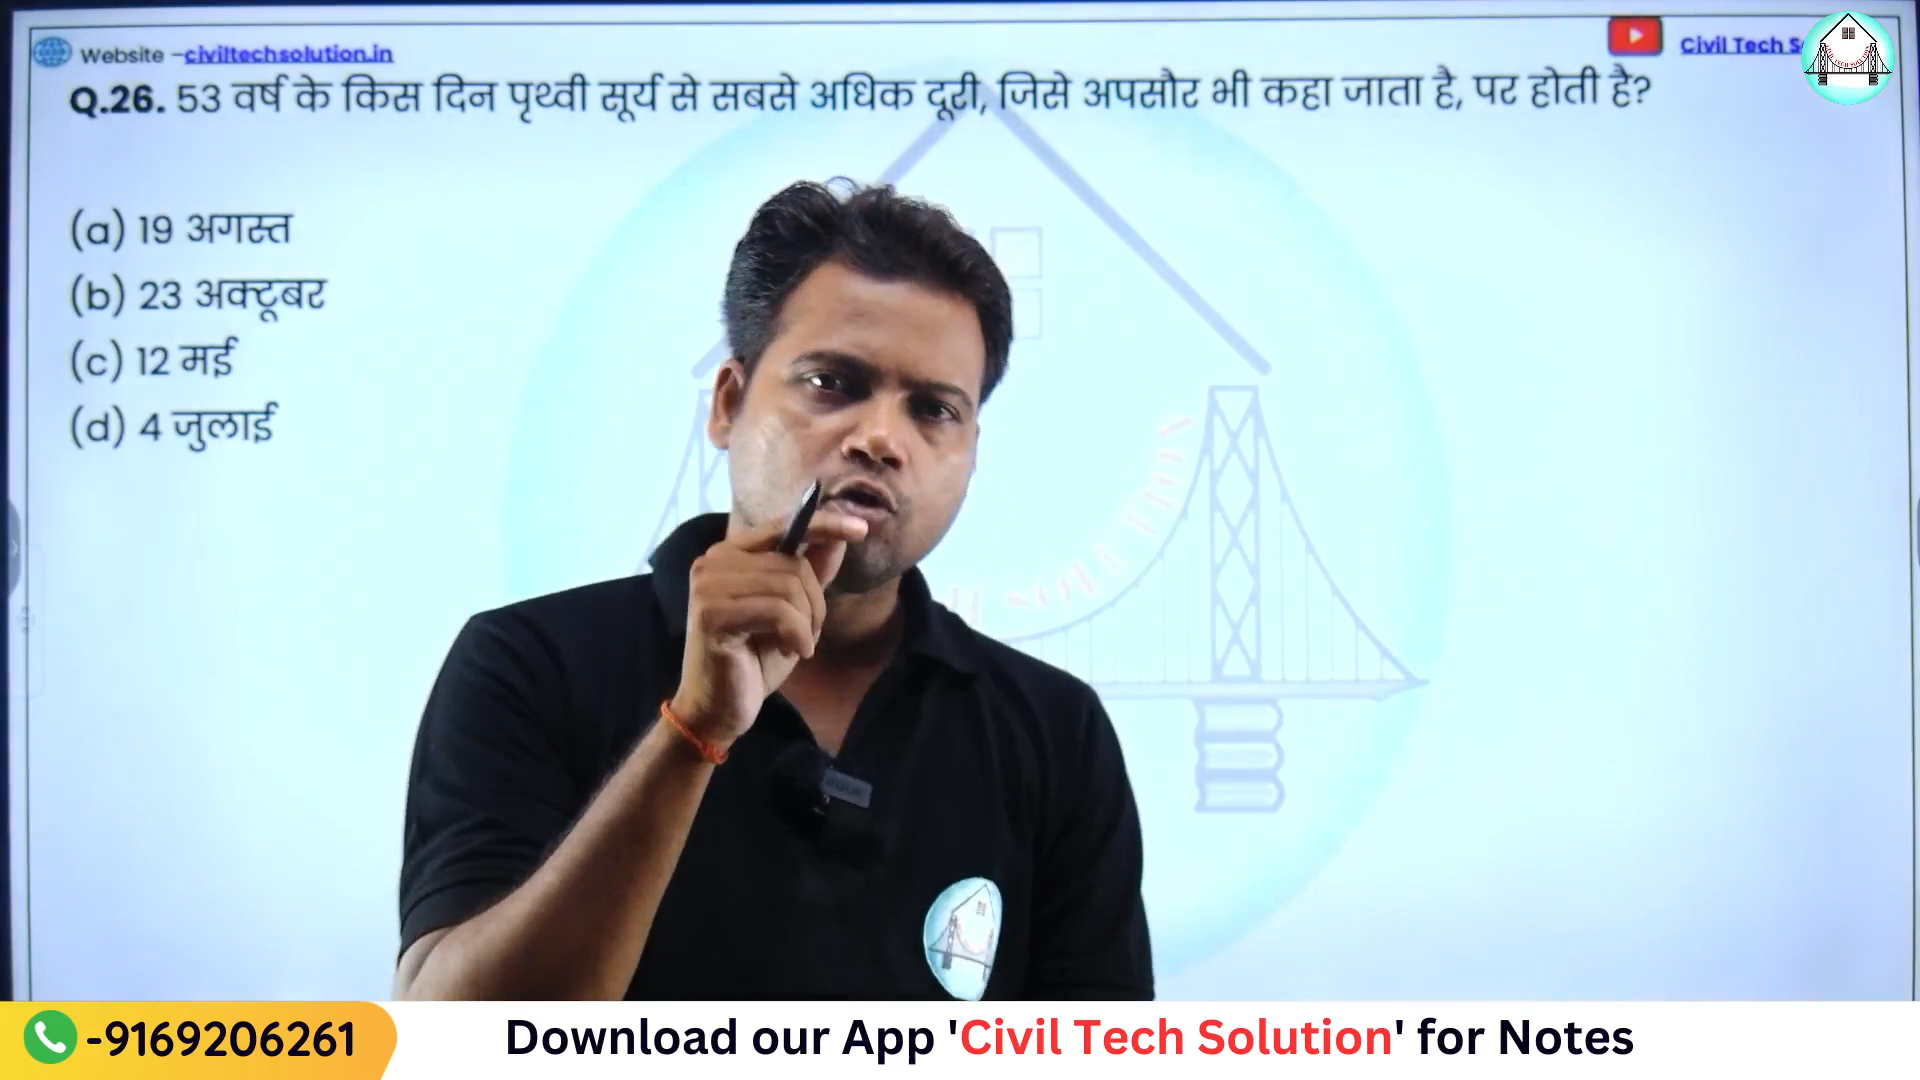 Website –civiltechsolution.in
Civil Tech S
Q.26. 53 वर्ष के किस दिन पृथ्वी सूर्य से सबसे अधिक दूरी, जिसे अपसौर भी कहा जाता है, पर होती है?
(a) 19 अगस्त
(b) 23 अक्टूबर
(c) 12 मई
(d) 4 जुलाई
-9169206261
Download our App 'Civil Tech Solution' for Notes